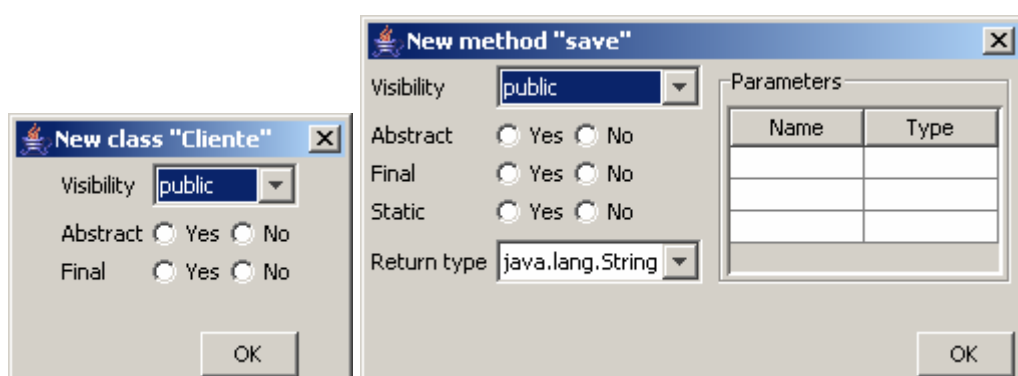 New class "Cliente"
Visibility public
Abstract Yes No
Final Yes No
OK
New method "save"
Visibility public
Abstract Yes No
Final Yes No
Static Yes No
Return type java.lang.String
Parameters
Name Type
OK